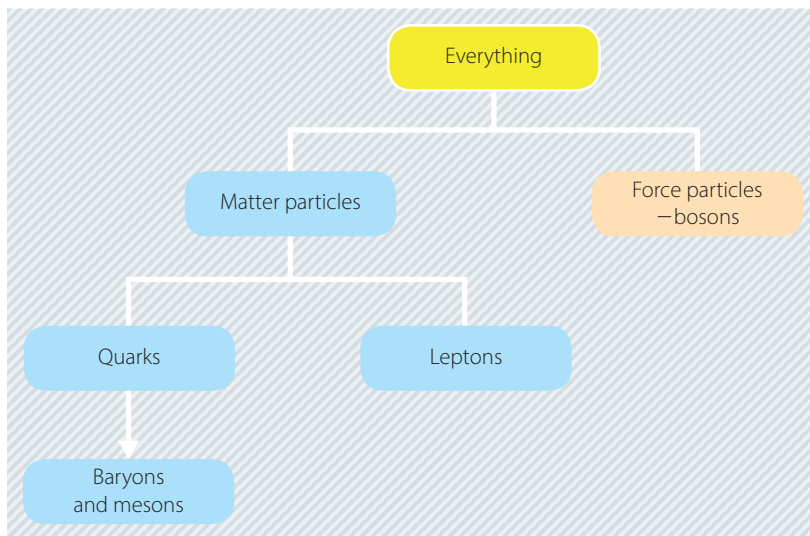 Everything
Matter particles
Force particles
—bosons
Quarks
Leptons
Baryons
and mesons